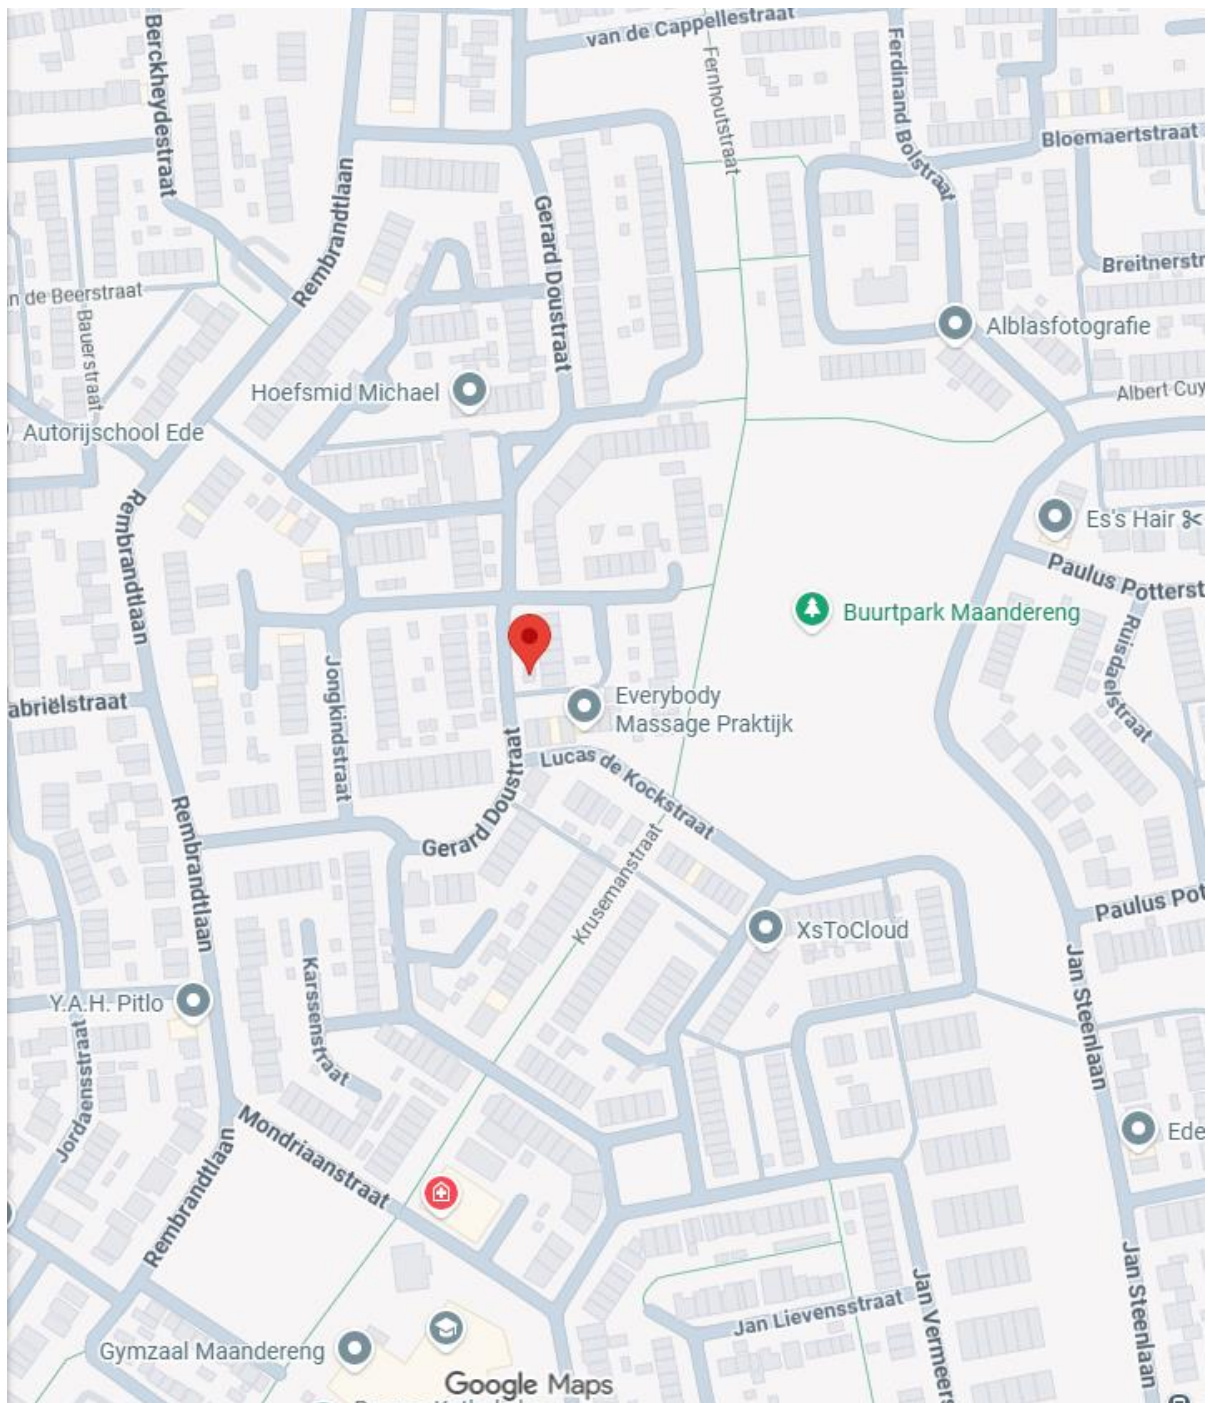 van de Cappellestraat
Berckheydestraat
Ferdinand Bolstraat
Fernhoutstraat
Bloemaertstraat
Rembrandtlaan
Gerard Doustraat
Breitnerstr
n de Beerstraat
Bauerstraat
Alblasfotografie
Hoefsmid Michael
Albert Cuy
Autorijschool Ede
Rembrandtlaan
Es's Hair
Paulus Potterst
Buurtpark Maandereng
Ruisdaelstraat
Jongkindstraat
abriëlstraat
Everybody
Massage Praktijk
Gerard Doustraat
Lucas de Kockstraat
Rembrandtlaan
Krusemanstraat
Paulus Pot
XsToCloud
Karssenstraat
Y.A.H. Pitlo
Jan Steenlaan
Jordaensstraat
Mondriaanstraat
Ede
Rembrandtlaan
Jan Steenlaan
Jan Vermeers
Jan Lievensstraat
Gymzaal Maandereng
Google Maps